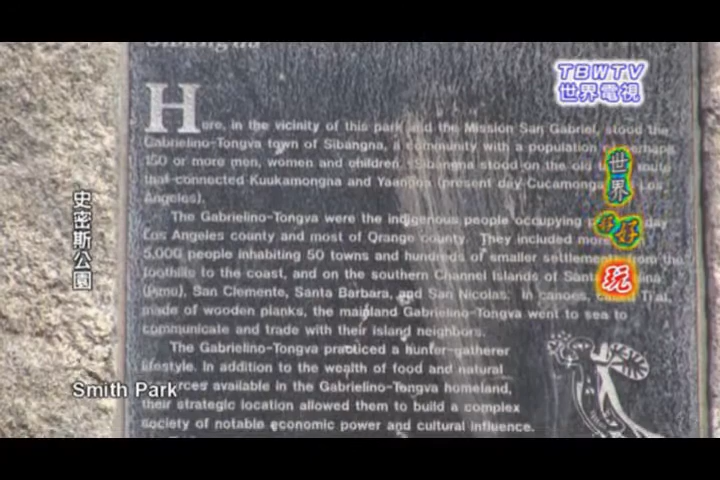 Sibangna
TBWTV
世界電視
Here, in the vicinity of this park and the Mission San Gabriel, stood the
Gabrielino-Tongva town of Sibangna, a community with a population of perhaps
150 or more men, women and children. Sibangna stood on the old route
that connected Kuukamongna and Yaangna (present day Cucamonga Los
Angeles).
The Gabrielino-Tongva were the indigenous people occupying day
Los Angeles county and most of Orange county. They included more
5,000 people inhabiting 50 towns and hundreds of smaller settlements from the
foothills to the coast, and on the southern Channel Islands of Santa
(Pimu), San Clemente, Santa Barbara, and San Nicolas. In canoes, Ti'at,
made of wooden planks, the mainland Gabrielino-Tongva went to sea to
communicate and trade with their island neighbors.
The Gabrielino-Tongva practiced a hunter-gatherer
lifestyle. In addition to the wealth of food and natural
available in the Gabrielino-Tongva homeland,
their strategic location allowed them to build a complex
society of notable economic power and cultural influence.
世界好好玩
史密斯公園
Smith Park